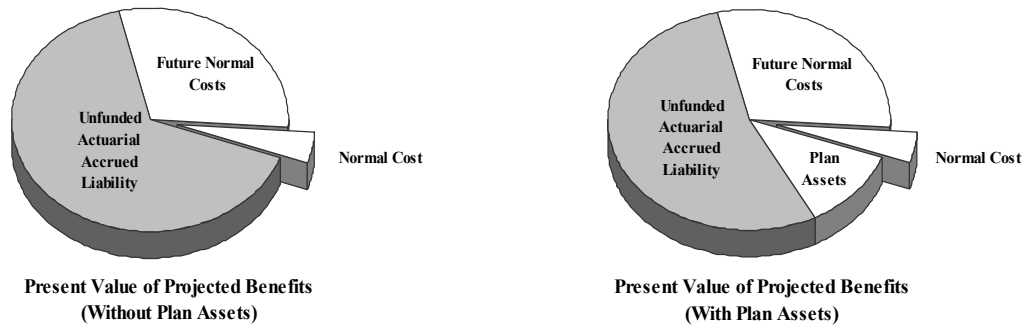 Future Normal
Costs
Unfunded
Actuarial
Accrued
Liability
Normal Cost
Present Value of Projected Benefits
(Without Plan Assets)
Future Normal
Costs
Unfunded
Actuarial
Accrued
Liability
Plan
Assets
Normal Cost
Present Value of Projected Benefits
(With Plan Assets)